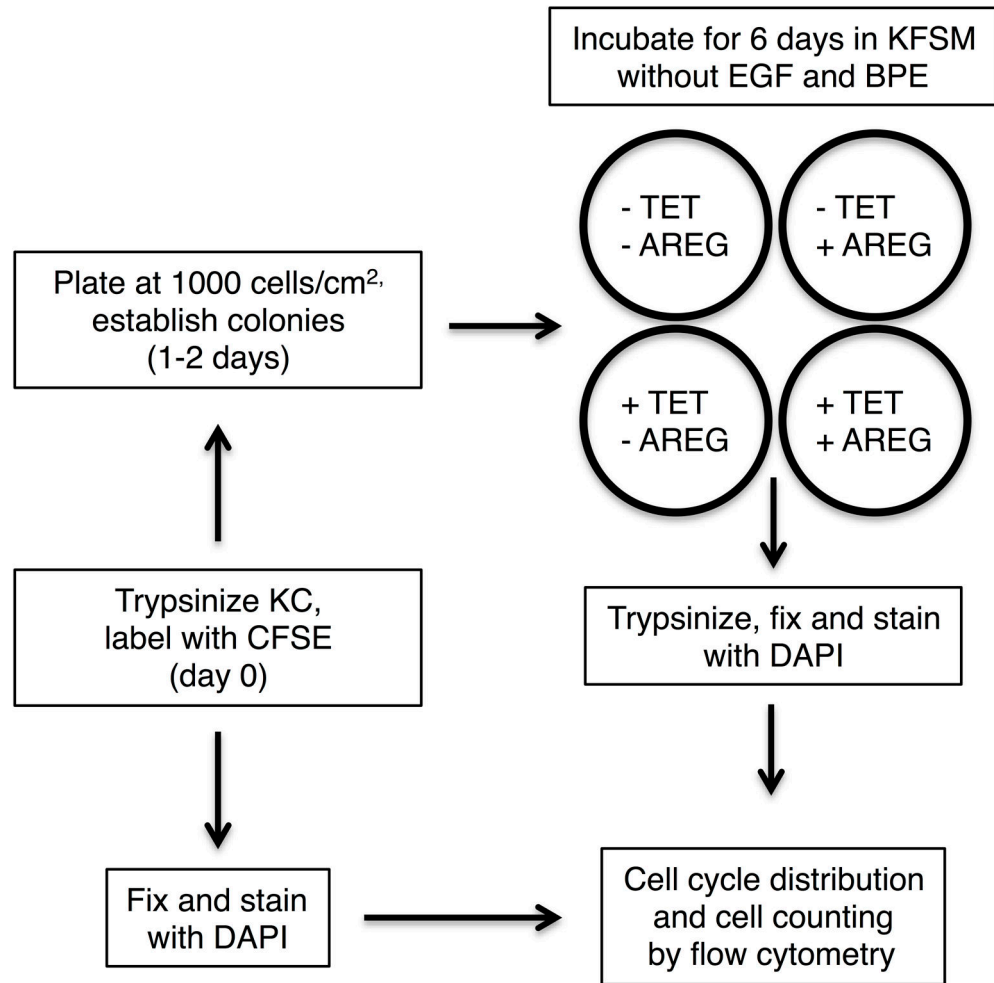 Incubate for 6 days in KFSM
without EGF and BPE
- TET
- AREG
- TET
+ AREG
Plate at 1000 cells/cm²,
establish colonies
(1-2 days)
+ TET
- AREG
+ TET
+ AREG
Trypsinize KC,
label with CFSE
(day 0)
Trypsinize, fix and stain
with DAPI
Fix and stain
with DAPI
Cell cycle distribution
and cell counting
by flow cytometry